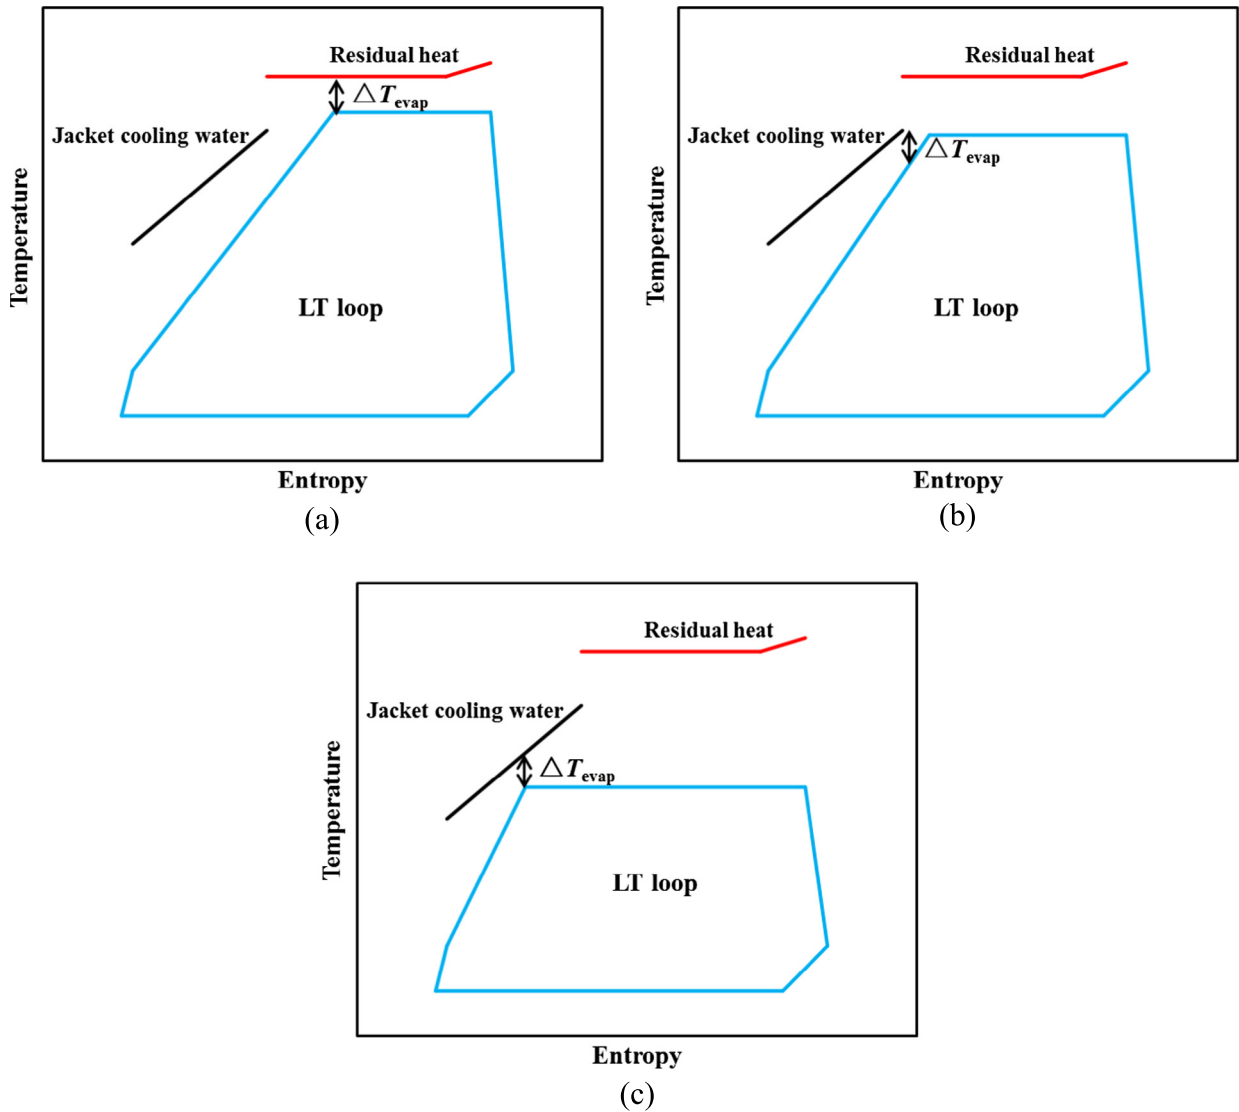 Residual heat
△Tevap
Jacket cooling water
Temperature
LT loop
Entropy
(a)
Residual heat
Jacket cooling water
△Tevap
Temperature
LT loop
Entropy
(b)
Residual heat
Jacket cooling water
△Tevap
Temperature
LT loop
Entropy
(c)